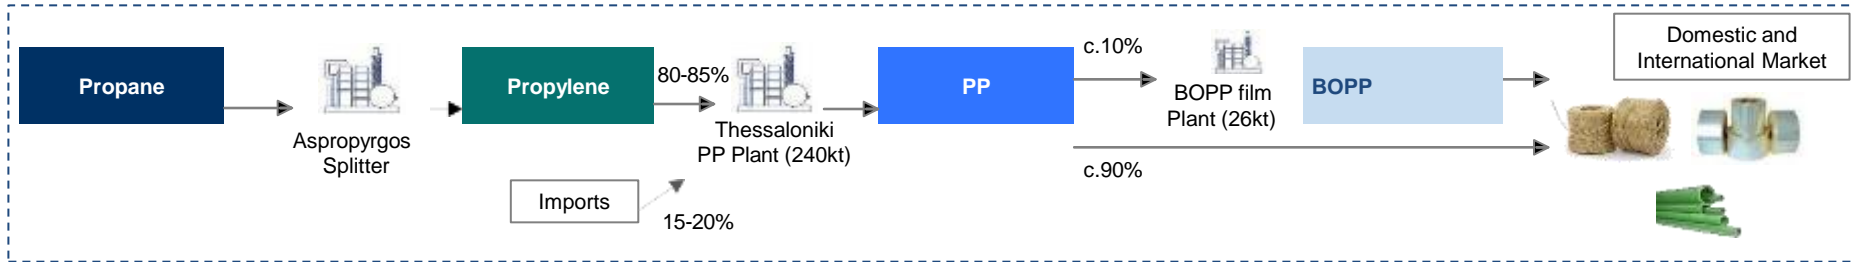 Propane
Aspropyrgos
Splitter
Propylene
80-85%
Imports
15-20%
Thessaloniki
PP Plant (240kt)
PP
c.10%
c.90%
BOPP film
Plant (26kt)
BOPP
Domestic and
International Market